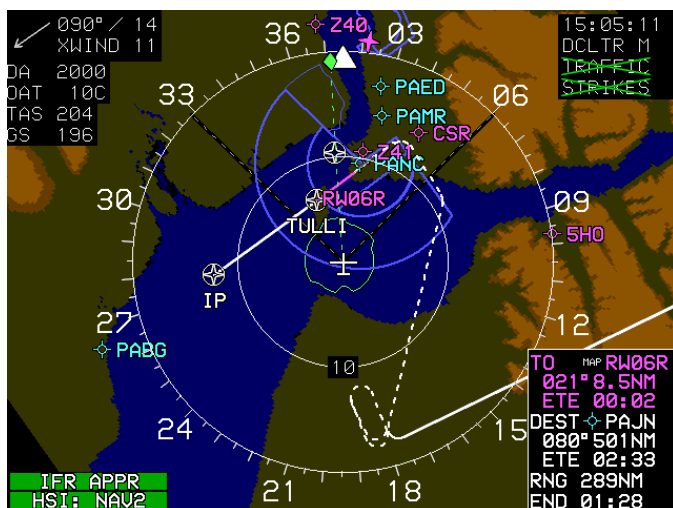 090° / 14
XWIND 11
DA 2000
OAT 10C
TAS 204
GS 196
15:05:11
DCLTR M
TRAFFIC
STRIKES
36
03
06
09
12
15
18
21
24
27
30
33
Z40
PAED
PAMR
CSR
Z41
PANC
RW06R
TULLI
IP
5HO
PABG
10
TO MAP RW06R
021° 8.5NM
ETE 00:02
DEST PAJN
080° 501NM
ETE 02:33
RNG 289NM
END 01:28
IFR APPR
HSI: NAV2